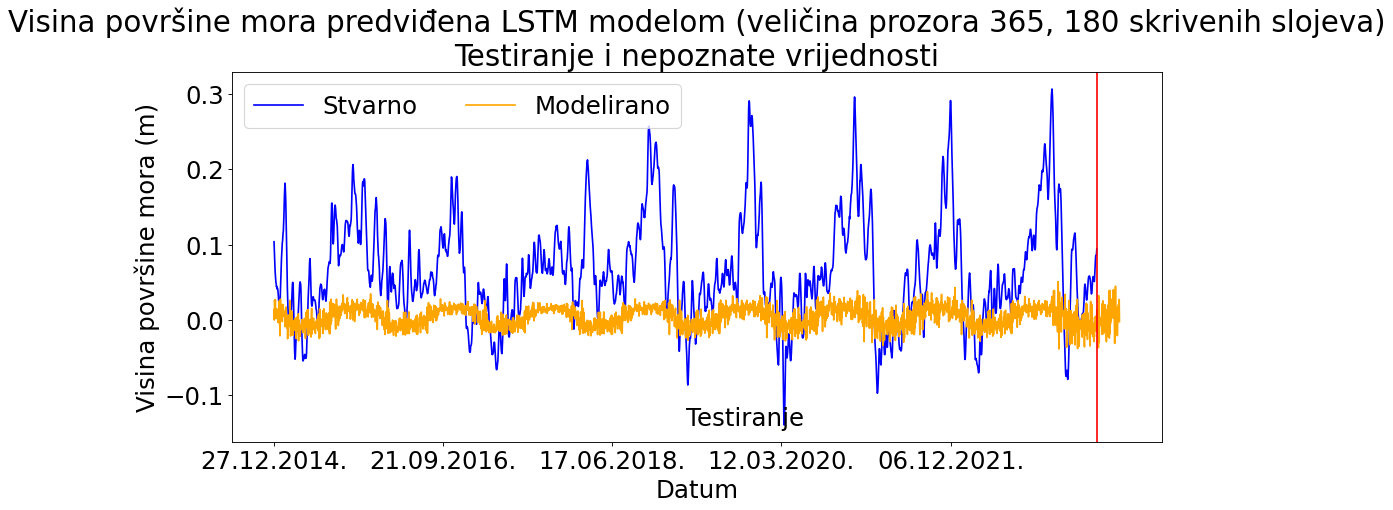 Visina površine mora predviđena LSTM modelom (veličina prozora 365, 180 skrivenih slojeva)
Testiranje i nepoznate vrijednosti
Stvarno
Modelirano
Visina površine mora (m)
0.3
0.2
0.1
0.0
−0.1
Testiranje
27.12.2014.
21.09.2016.
17.06.2018.
12.03.2020.
06.12.2021.
Datum